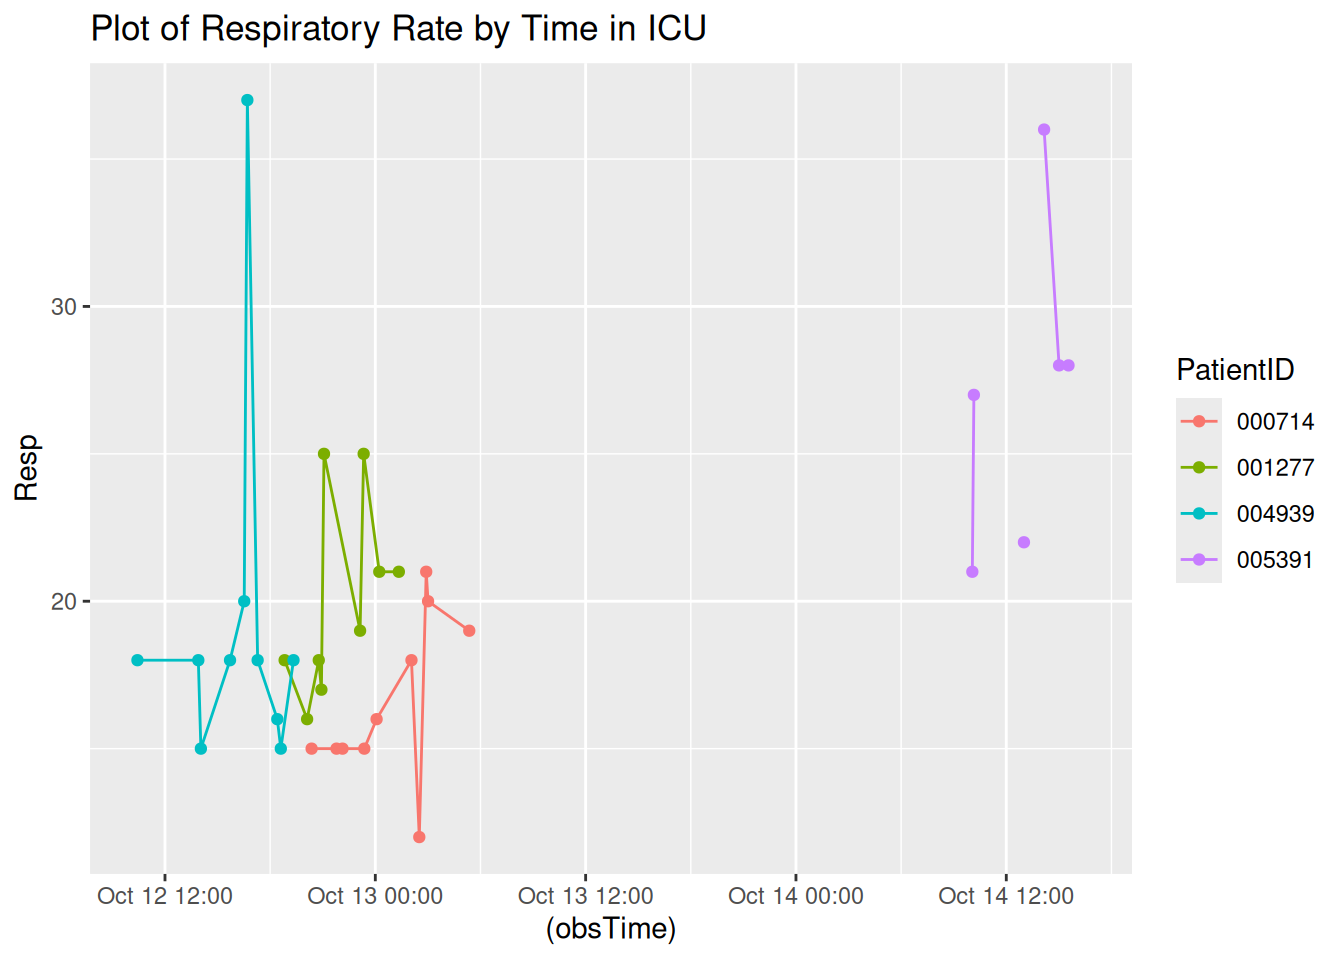 Plot of Respiratory Rate by Time in ICU
Resp
30
20
Oct 12 12:00
Oct 13 00:00
Oct 13 12:00
Oct 14 00:00
Oct 14 12:00
(obsTime)
PatientID
000714
001277
004939
005391